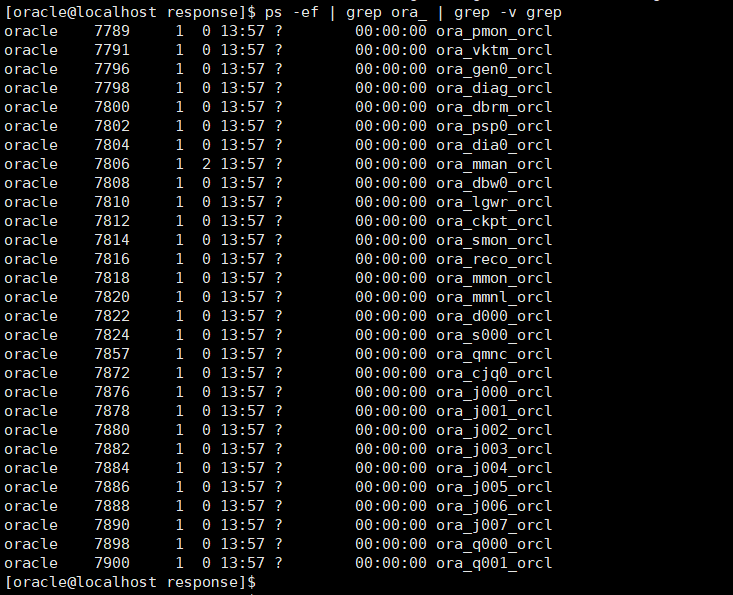 [oracle@localhost response]$ ps -ef | grep ora_ | grep -v grep
oracle    7789     1  0 13:57 ?        00:00:00 ora_pmon_orcl
oracle    7791     1  0 13:57 ?        00:00:00 ora_vktm_orcl
oracle    7796     1  0 13:57 ?        00:00:00 ora_gen0_orcl
oracle    7798     1  0 13:57 ?        00:00:00 ora_diag_orcl
oracle    7800     1  0 13:57 ?        00:00:00 ora_dbrm_orcl
oracle    7802     1  0 13:57 ?        00:00:00 ora_psp0_orcl
oracle    7804     1  0 13:57 ?        00:00:00 ora_dia0_orcl
oracle    7806     1  2 13:57 ?        00:00:00 ora_mman_orcl
oracle    7808     1  0 13:57 ?        00:00:00 ora_dbw0_orcl
oracle    7810     1  0 13:57 ?        00:00:00 ora_lgwr_orcl
oracle    7812     1  0 13:57 ?        00:00:00 ora_ckpt_orcl
oracle    7814     1  0 13:57 ?        00:00:00 ora_smon_orcl
oracle    7816     1  0 13:57 ?        00:00:00 ora_reco_orcl
oracle    7818     1  0 13:57 ?        00:00:00 ora_mmon_orcl
oracle    7820     1  0 13:57 ?        00:00:00 ora_mmnl_orcl
oracle    7822     1  0 13:57 ?        00:00:00 ora_d000_orcl
oracle    7824     1  0 13:57 ?        00:00:00 ora_s000_orcl
oracle    7857     1  0 13:57 ?        00:00:00 ora_qmnc_orcl
oracle    7872     1  0 13:57 ?        00:00:00 ora_cjq0_orcl
oracle    7876     1  0 13:57 ?        00:00:00 ora_j000_orcl
oracle    7878     1  0 13:57 ?        00:00:00 ora_j001_orcl
oracle    7880     1  0 13:57 ?        00:00:00 ora_j002_orcl
oracle    7882     1  0 13:57 ?        00:00:00 ora_j003_orcl
oracle    7884     1  0 13:57 ?        00:00:00 ora_j004_orcl
oracle    7886     1  0 13:57 ?        00:00:00 ora_j005_orcl
oracle    7888     1  0 13:57 ?        00:00:00 ora_j006_orcl
oracle    7890     1  0 13:57 ?        00:00:00 ora_j007_orcl
oracle    7898     1  0 13:57 ?        00:00:00 ora_q000_orcl
oracle    7900     1  0 13:57 ?        00:00:00 ora_q001_orcl
[oracle@localhost response]$